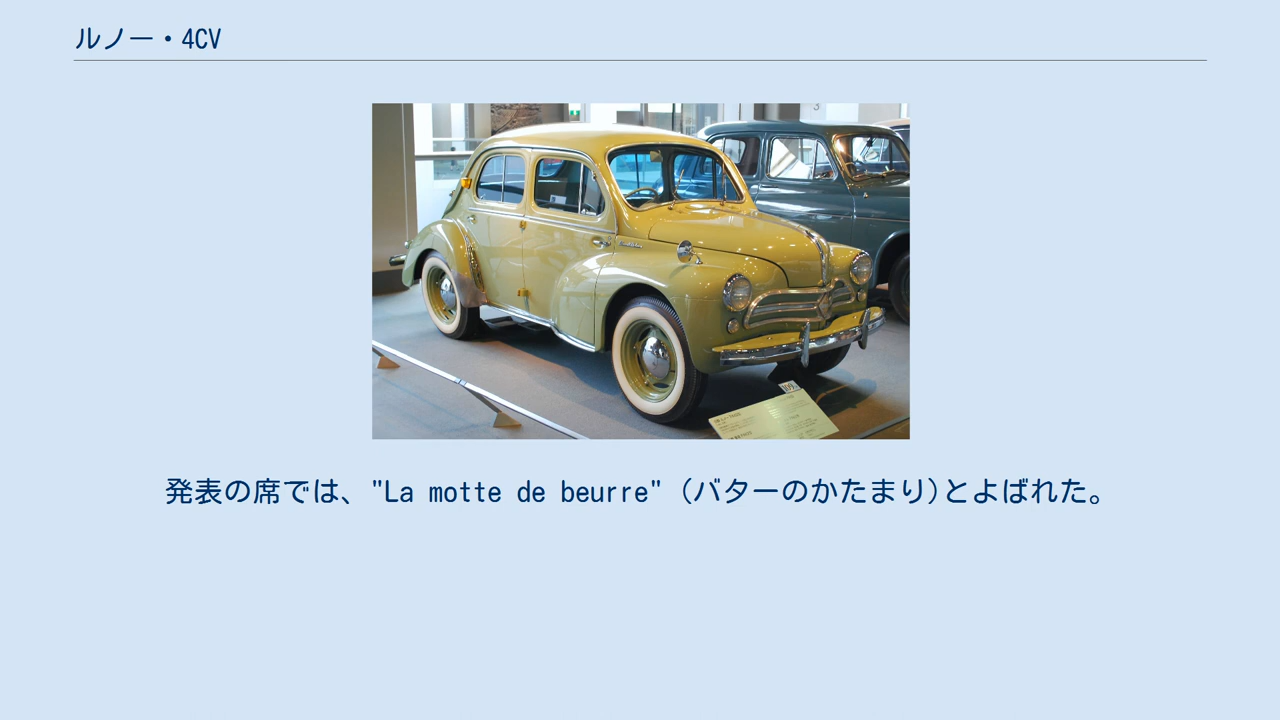 ルノー・4CV
発表の席では、"La motte de beurre" (バターのかたまり)とよばれた。